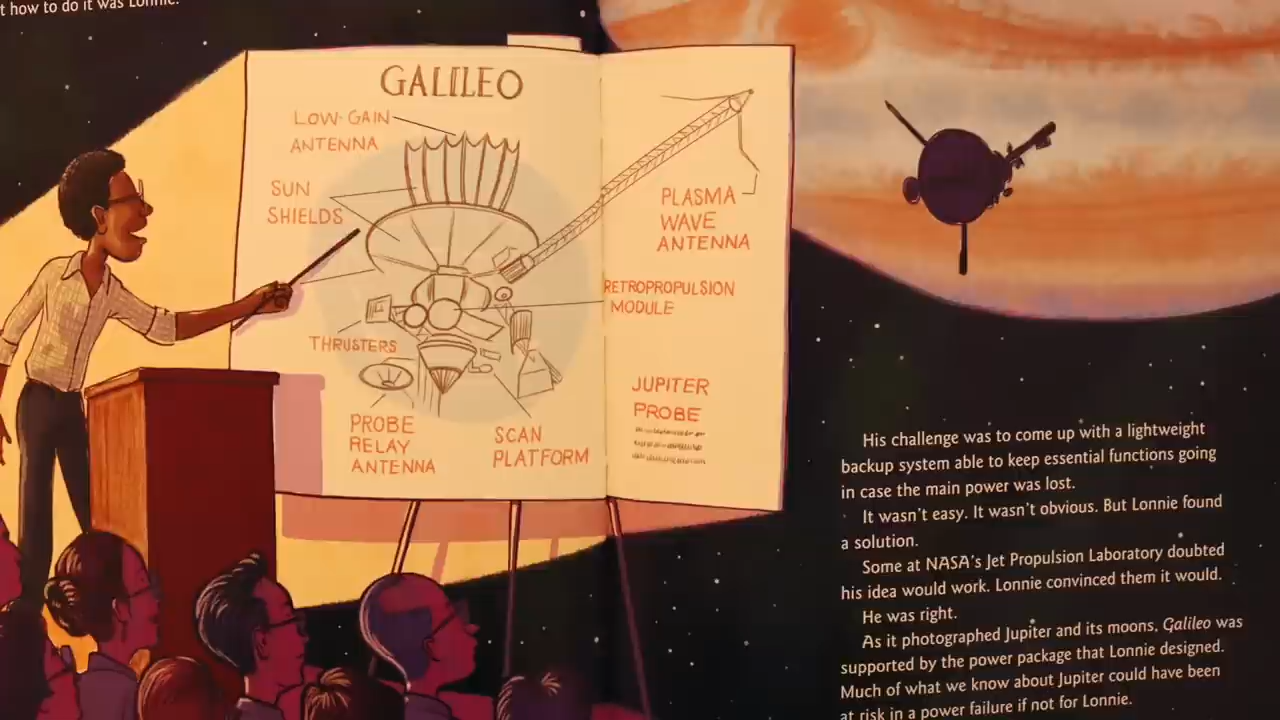 t how to do it was Lonnie.
GALILEO
LOW-GAIN
ANTENNA
SUN
SHIELDS
PLASMA
WAVE
ANTENNA
RETROPROPULSION
MODULE
THRUSTERS
JUPITER
PROBE
PROBE
RELAY
ANTENNA
SCAN
PLATFORM
His challenge was to come up with a lightweight
backup system able to keep essential functions going
in case the main power was lost.
It wasn't easy. It wasn't obvious. But Lonnie found
a solution.
Some at NASA's Jet Propulsion Laboratory doubted
his idea would work. Lonnie convinced them it would.
He was right.
As it photographed Jupiter and its moons, Galileo was
supported by the power package that Lonnie designed.
Much of what we know about Jupiter could have been
at risk in a power failure if not for Lonnie.